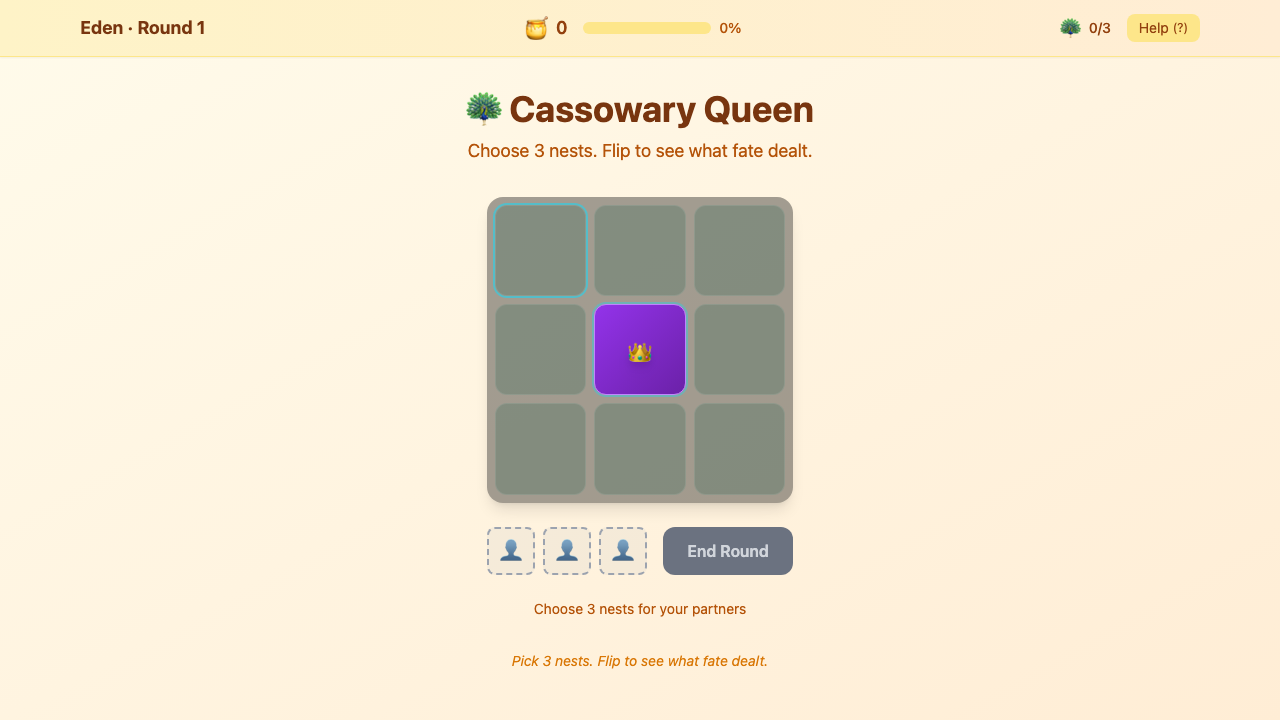 Eden · Round 1
0
0%
0/3
Help (?)
Cassowary Queen
Choose 3 nests. Flip to see what fate dealt.
End Round
Choose 3 nests for your partners
Pick 3 nests. Flip to see what fate dealt.